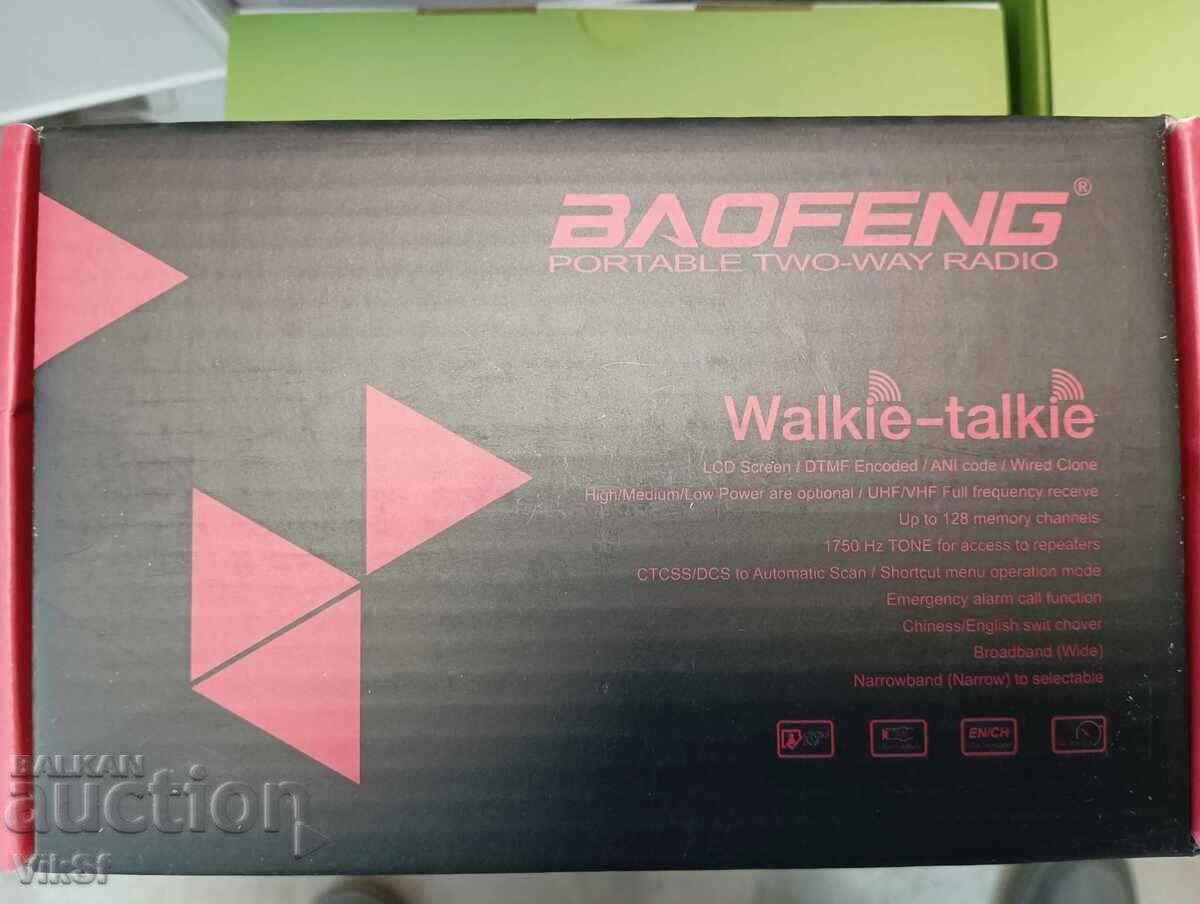 BAOFENG®
PORTABLE TWO-WAY RADIO
Walkie-talkie
LCD Screen / DTMF Encoded / ANI code / Wired Clone
High/Medium/Low Power are optional / UHF/VHF Full frequency receive
Up to 128 memory channels
1750 Hz TONE for access to repeaters
CTCSS/DCS to Automatic Scan / Shortcut menu operation mode
Emergency alarm call function
Chiness/English swit chover
Broadband (Wide)
Narrowband (Narrow) to selectable
EN/CH
BALKAN
auction
VikSf